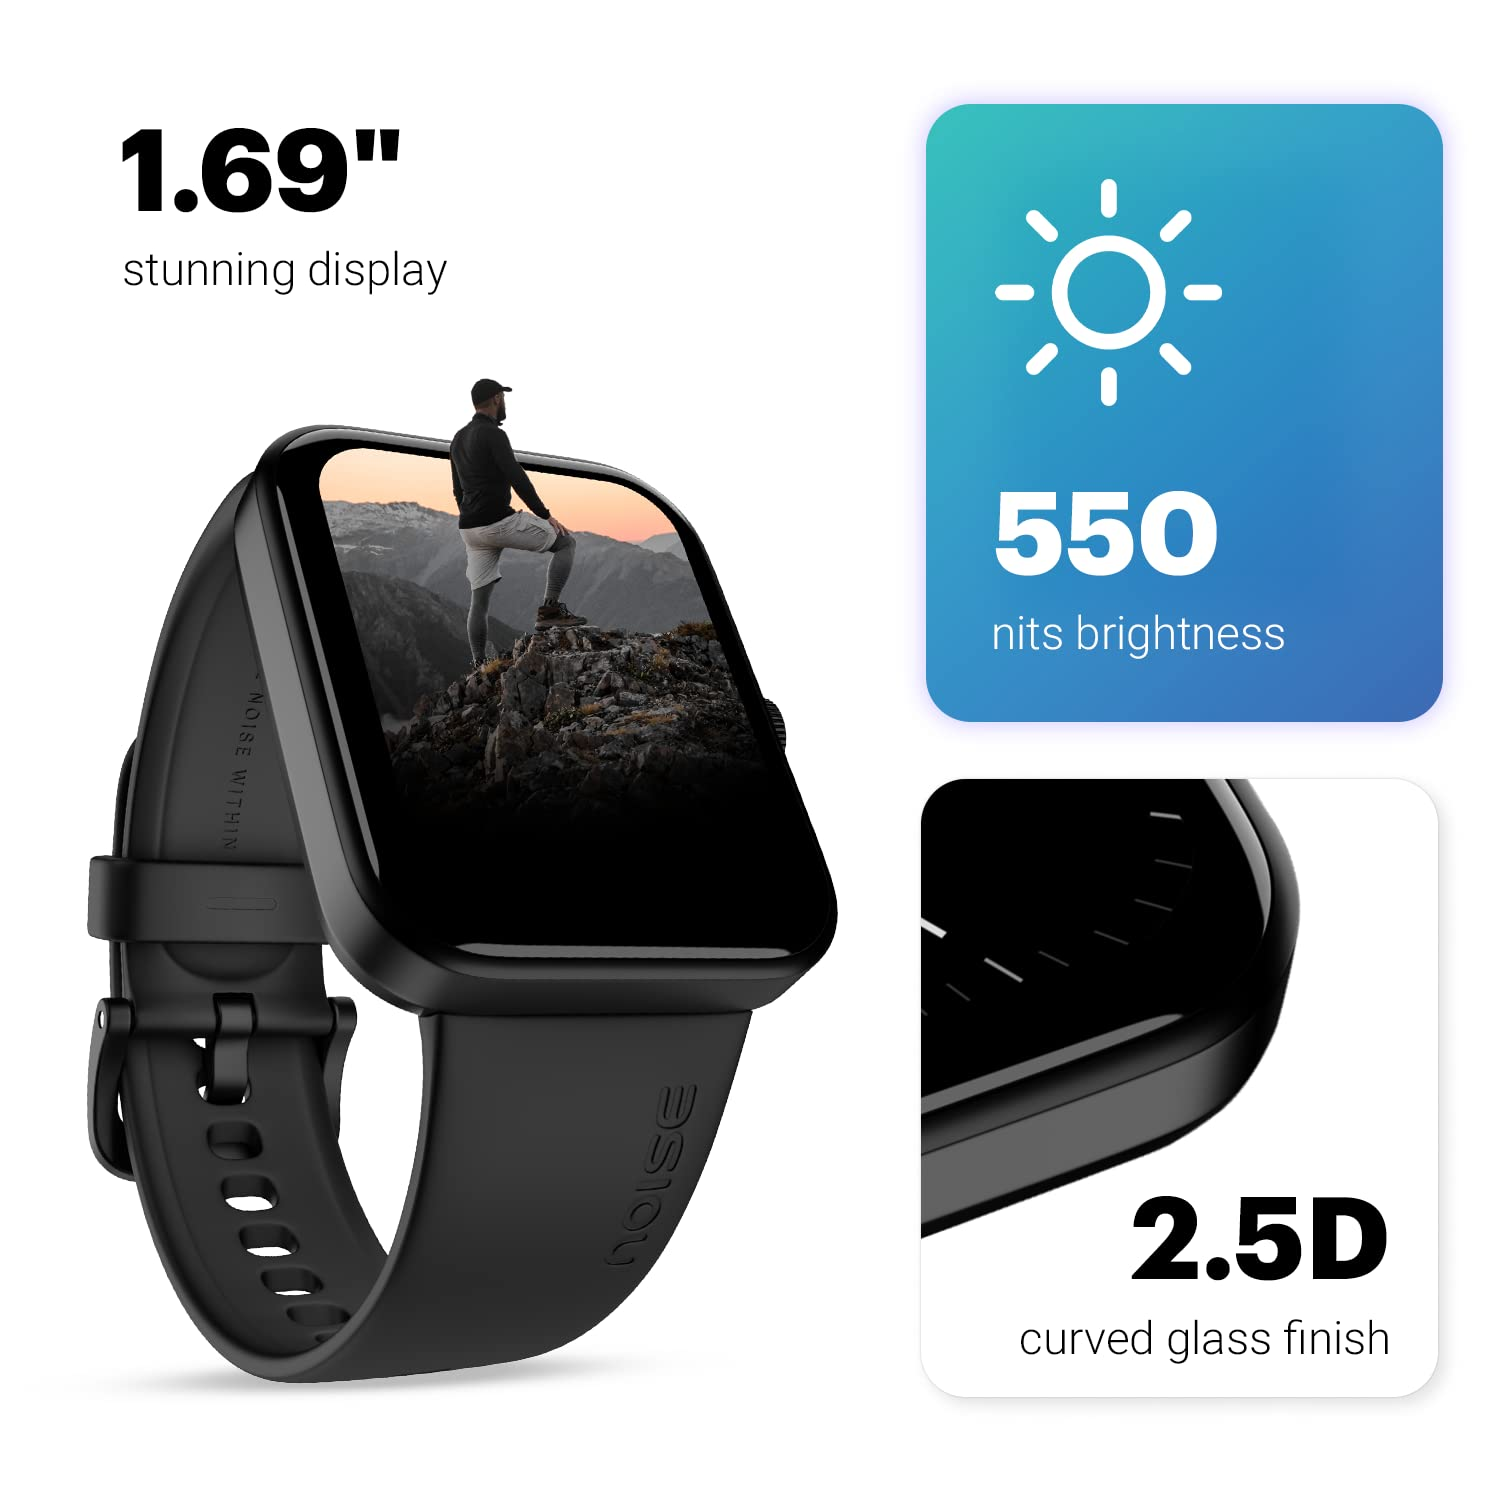 1.69"
stunning display
550
nits brightness
NOISE WITHIN
noise
2.5D
curved glass finish